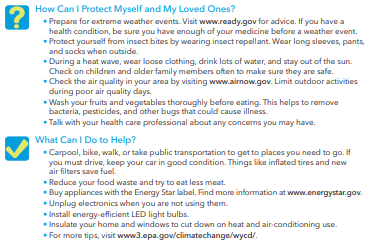 How Can I Protect Myself and My Loved Ones?
• Prepare for extreme weather events. Visit www.ready.gov for advice. If you have a
health condition, be sure you have enough of your medicine before a weather event.
• Protect yourself from insect bites by wearing insect repellant. Wear long sleeves, pants,
and socks when outside.
• During a heat wave, wear loose clothing, drink lots of water, and stay out of the sun.
Check on children and older family members often to make sure they are safe.
• Check the air quality in your area by visiting www.airnow.gov. Limit outdoor activities
during poor air quality days.
• Wash your fruits and vegetables thoroughly before eating. This helps to remove
bacteria, pesticides, and other bugs that could cause illness.
• Talk with your health care professional about any concerns you may have.
What Can I Do to Help?
• Carpool, bike, walk, or take public transportation to get to places you need to go. If
you must drive, keep your car in good condition. Things like inflated tires and new
air filters save fuel.
• Reduce your food waste and try to eat less meat.
• Buy appliances with the Energy Star label. Find more information at www.energystar.gov.
• Unplug electronics when you are not using them.
• Install energy-efficient LED light bulbs.
• Insulate your home and windows to cut down on heat and air-conditioning use.
• For more tips, visit www3.epa.gov/climatechange/wycd/.